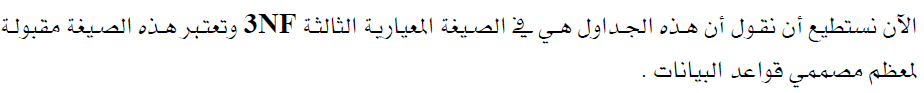 الآن نستطيع أن نقول أن هذه الجداول هي في الصيغة المعيارية الثالثة 3NF وتعتبر هذه الصيغة مقبولة
لمعظم مصممي قواعد البيانات .